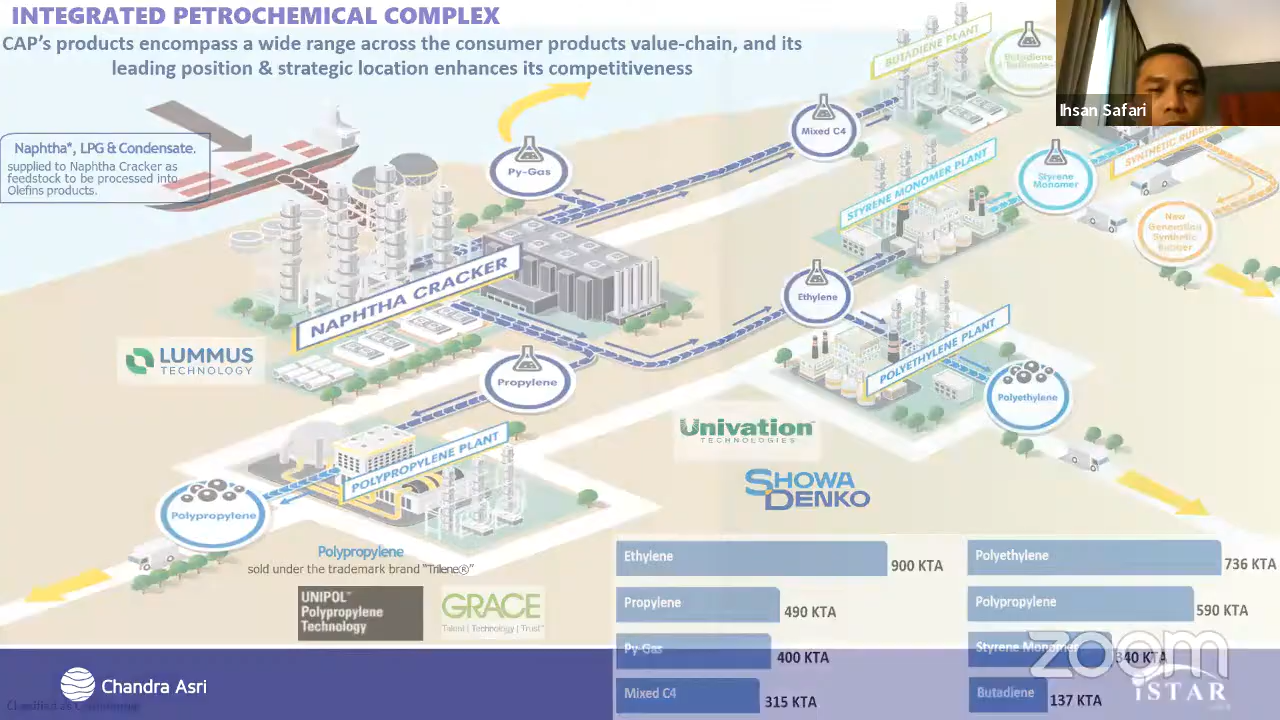 INTEGRATED PETROCHEMICAL COMPLEX
CAP's products encompass a wide range across the consumer products value-chain, and its
leading position & strategic location enhances its competitiveness
BUTADIENE PLANT
Butadiene
Ihsan Safari
Naphtha*, LPG & Condensate.
supplied to Naphtha Cracker as
feedstock to be processed into
Olefins products.
Py-Gas
Mixed C4
STYRENE MONOMER PLANT
Styrene
Monomer
SYNTHETIC RUBBER
New
Generation
Synthetic
Rubber
NAPHTHA CRACKER
Ethylene
LUMMUS
TECHNOLOGY
Propylene
POLYETHYLENE PLANT
Polyethylene
Univation
TECHNOLOGIES
SHOWA
DENKO
POLYPROPYLENE PLANT
Polypropylene
Polypropylene
sold under the trademark brand "Trilene®"
UNIPOL™
Polypropylene
Technology
GRACE
Talent | Technology | Trust™
Ethylene 900 KTA
Propylene 490 KTA
Py-Gas 400 KTA
Mixed C4 315 KTA
Polyethylene 736 KTA
Polypropylene 590 KTA
Styrene Monomer 340 KTA
Butadiene 137 KTA
zoom
iSTAR
Chandra Asri
Classified as